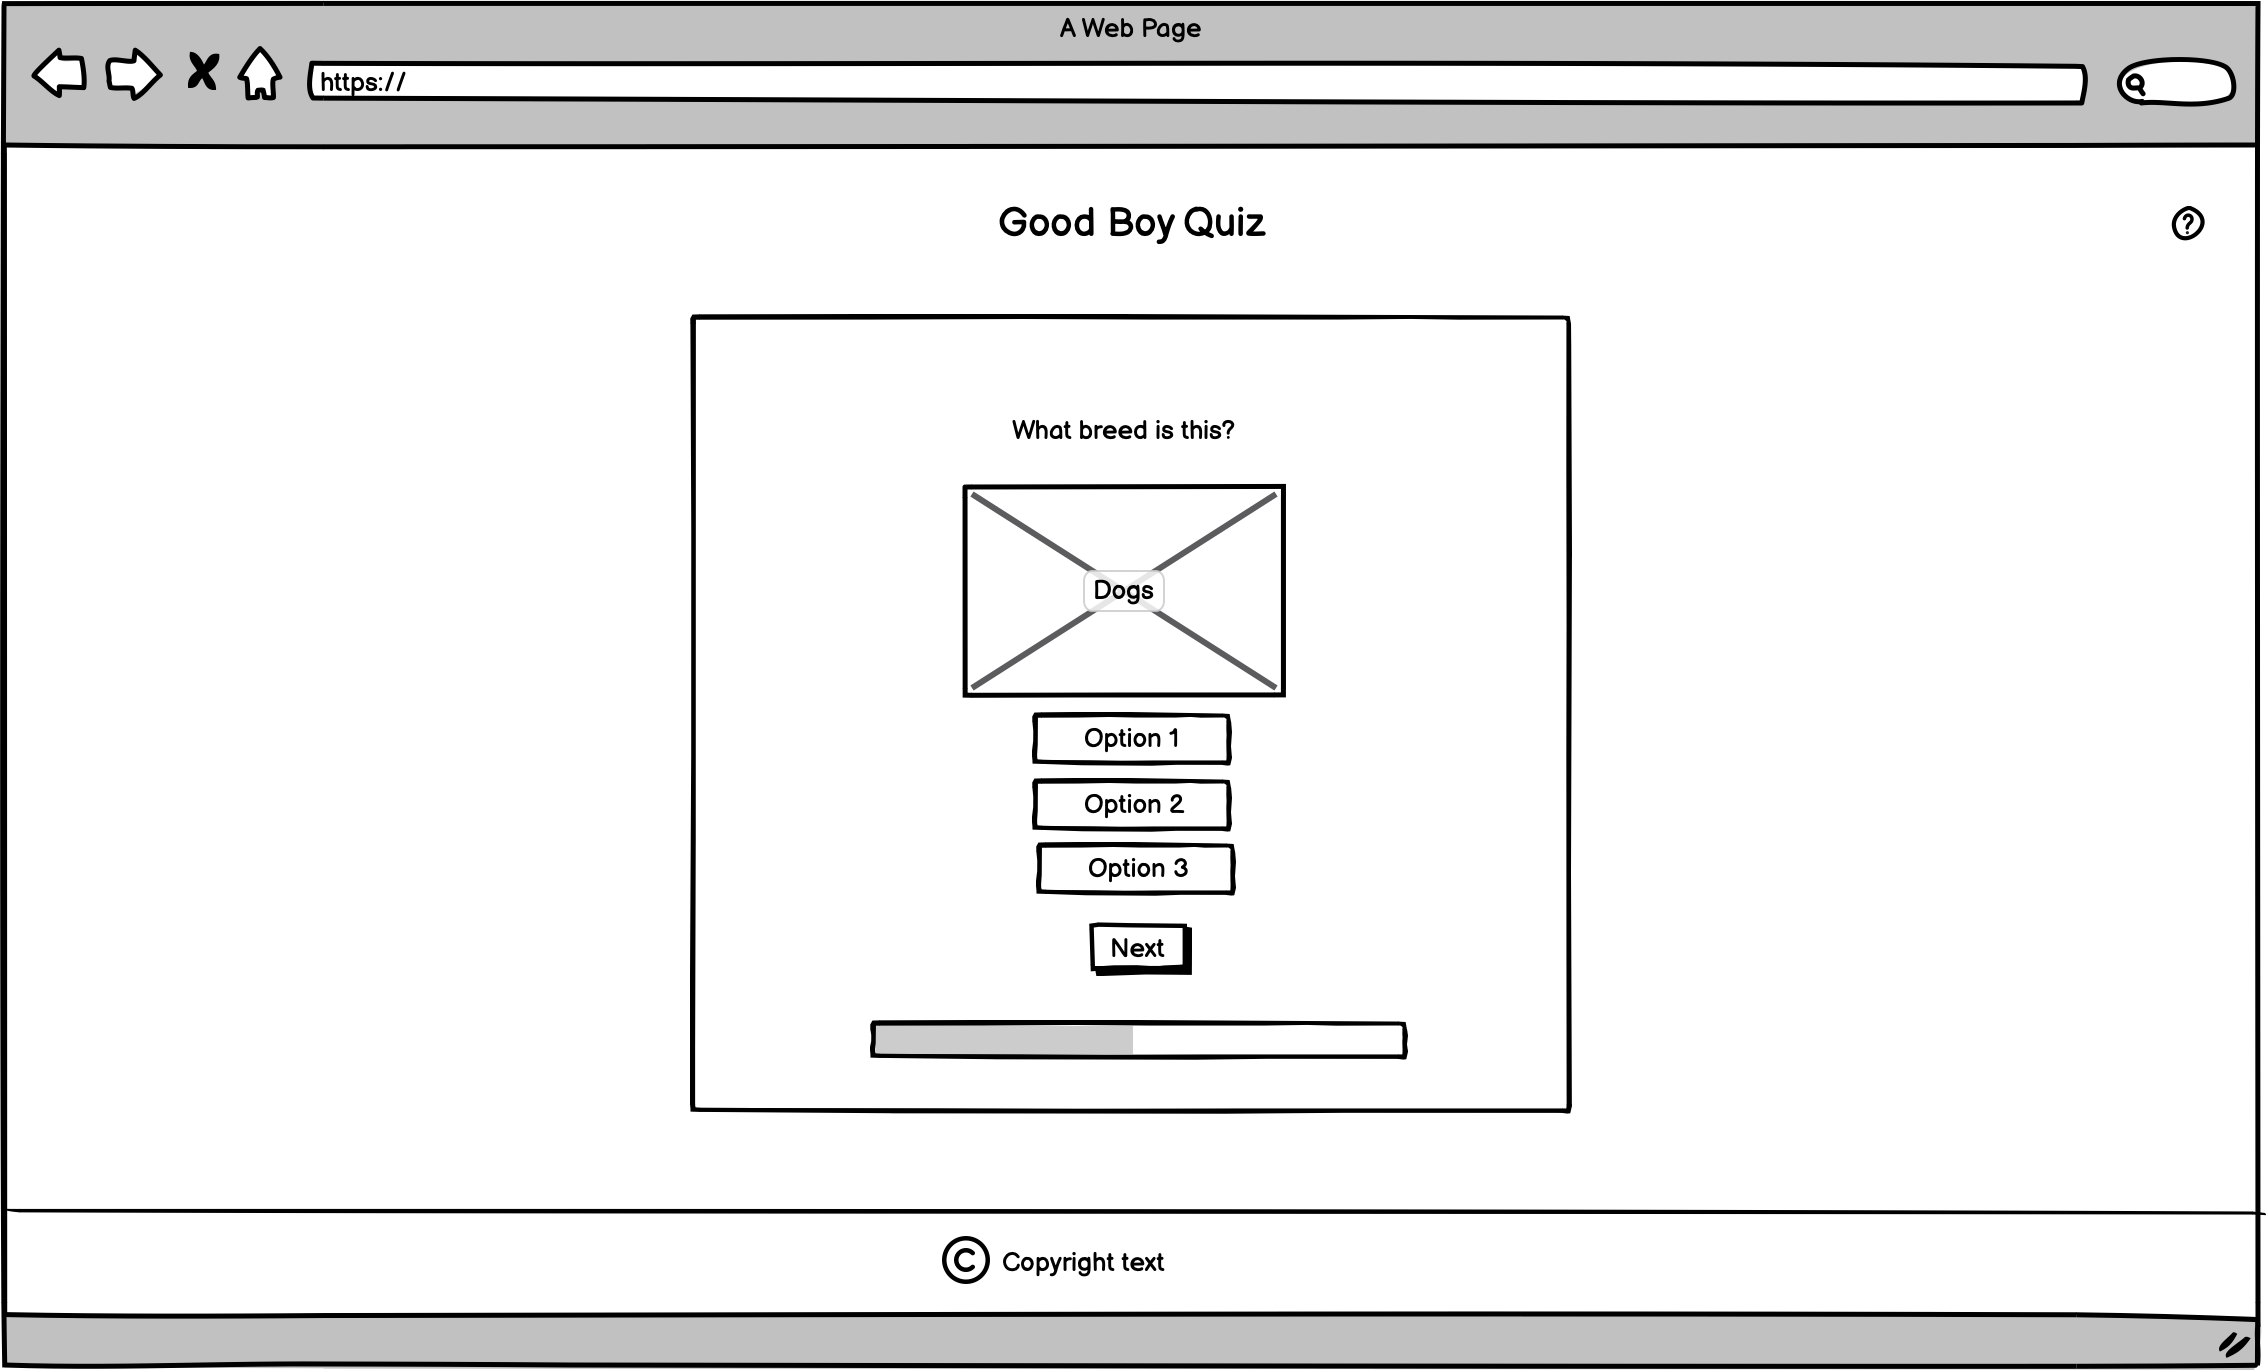 A Web Page
https://
Good Boy Quiz
?
What breed is this?
Dogs
Option 1
Option 2
Option 3
Next
© Copyright text